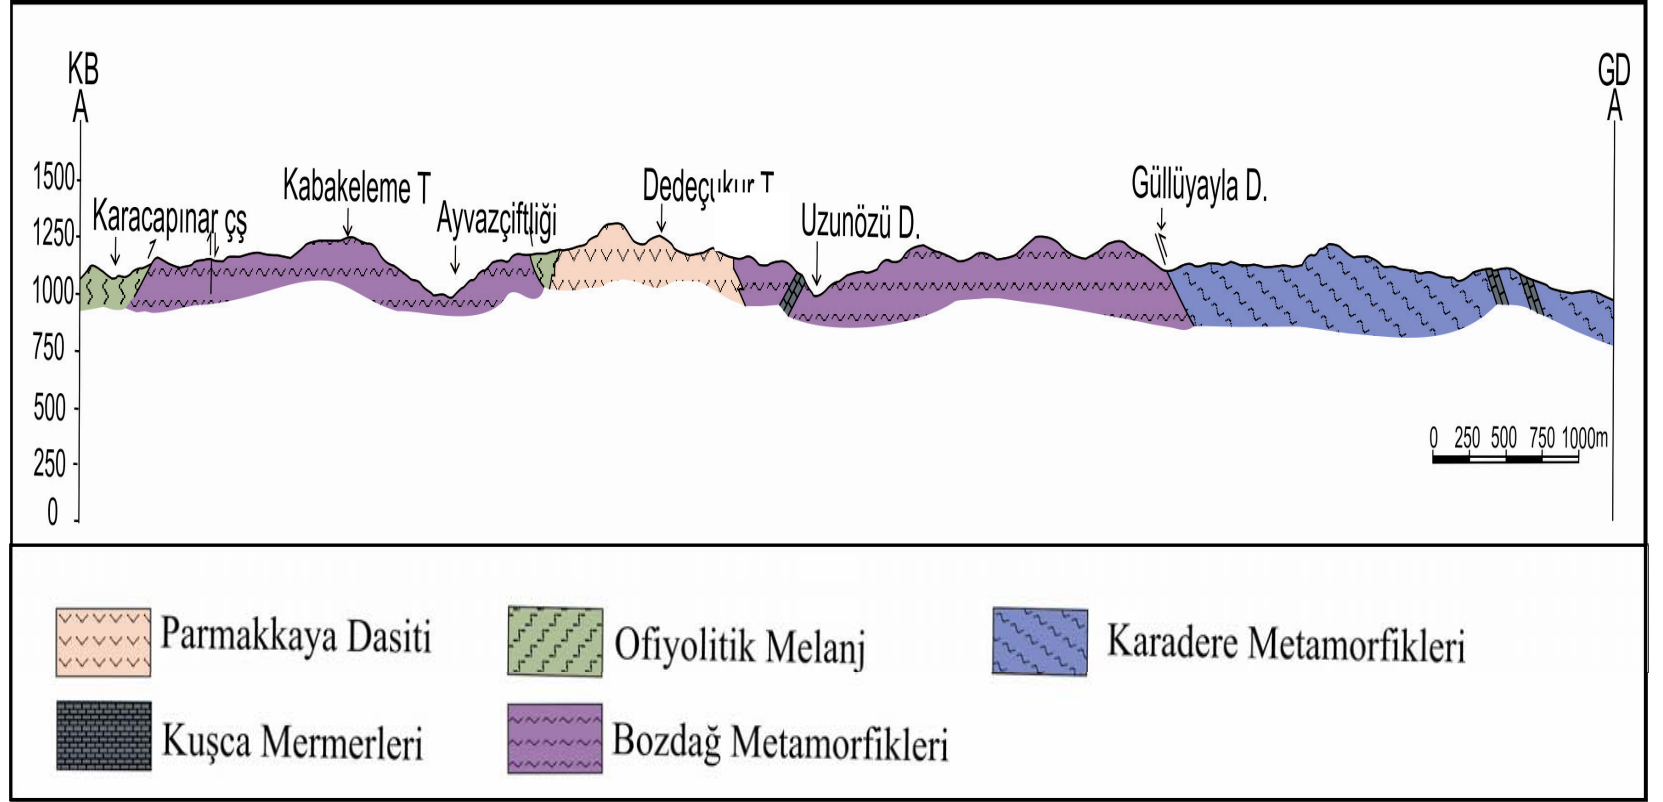 KB
A
GD
A
1500
1250
1000
750
500
250
0
Karacapınar çş
Kabakeleme T
Ayvazçiftliği
T
Uzunözü D.
Güllüyayla D.
0 250 500 750 1000m
Parmakkaya Dasiti
Ofiyolitik Melanj
Karadere Metamorfikleri
Kuşca Mermerleri
Bozdağ Metamorfikleri